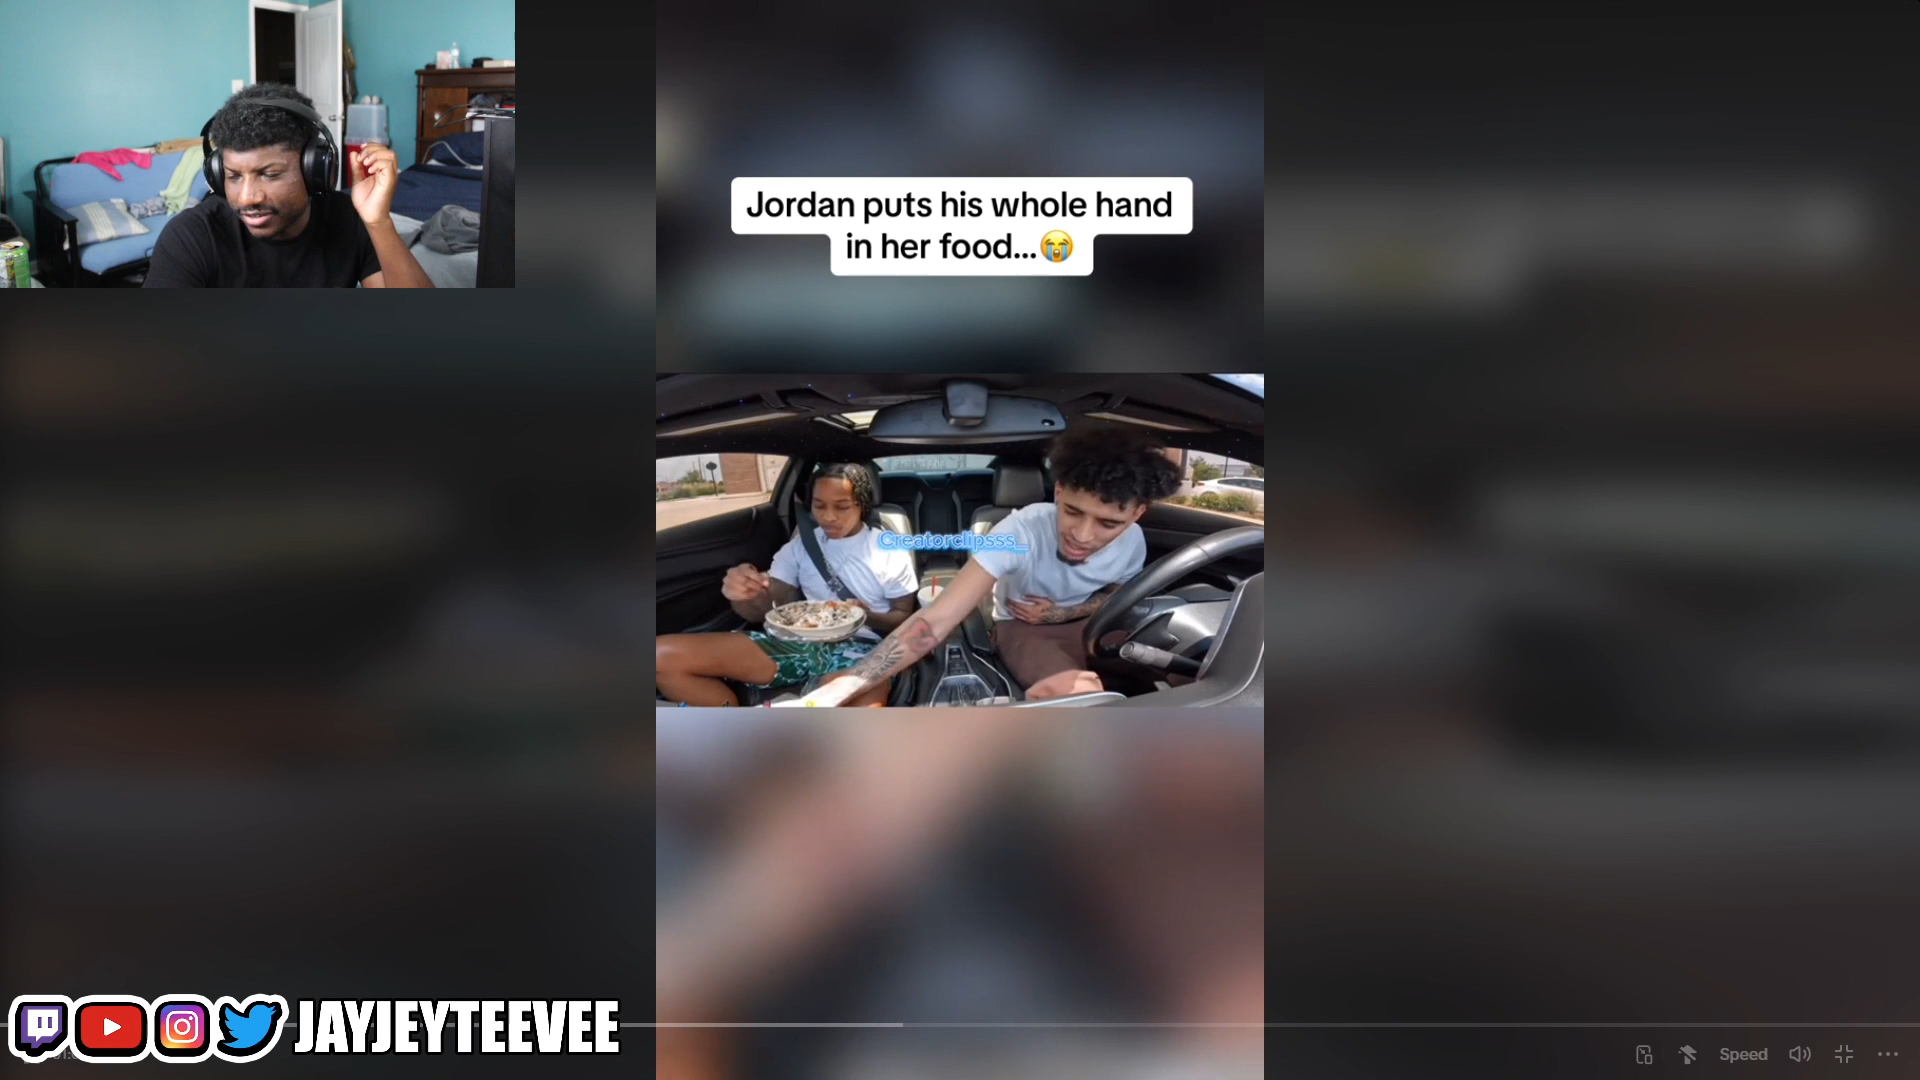 Jordan puts his whole hand
in her food...😭
Creatorclipsss_
JAYJEYTEEVEE
Speed